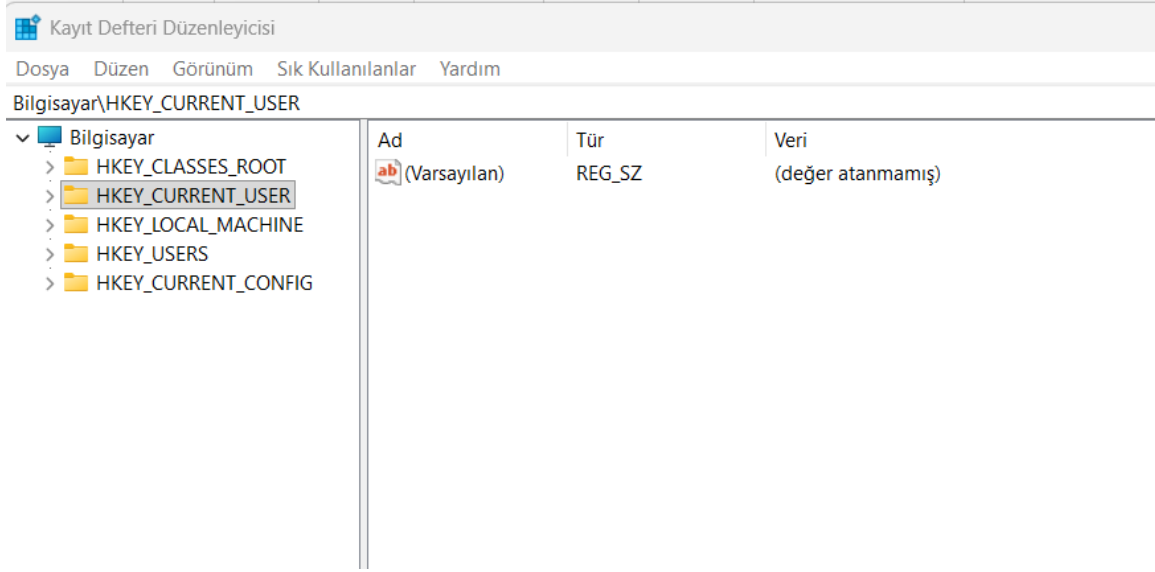 Kayıt Defteri Düzenleyicisi
Dosya Düzen Görünüm Sık Kullanılanlar Yardım
Bilgisayar\HKEY_CURRENT_USER
Bilgisayar
HKEY_CLASSES_ROOT
HKEY_CURRENT_USER
HKEY_LOCAL_MACHINE
HKEY_USERS
HKEY_CURRENT_CONFIG
Ad Tür Veri
ab (Varsayılan) REG_SZ (değer atanmamış)